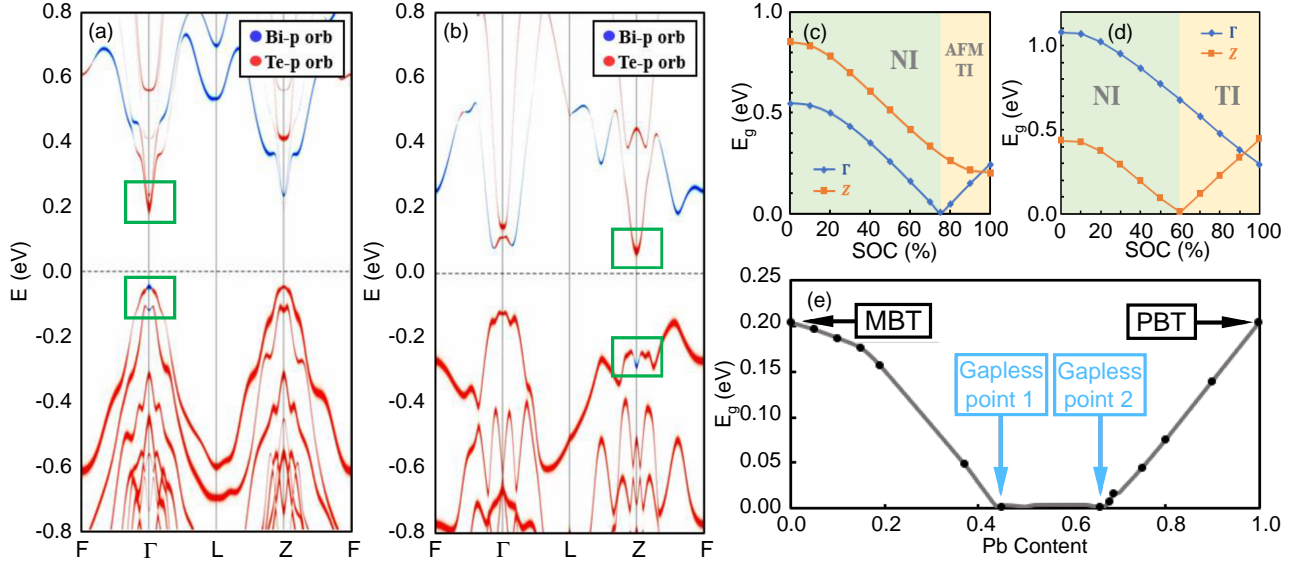 (a)
Bi-p orb
Te-p orb
0.8
0.6
0.4
0.2
0.0
-0.2
-0.4
-0.6
-0.8
E (eV)
F Γ L Z F
(b)
Bi-p orb
Te-p orb
0.8
0.6
0.4
0.2
0.0
-0.2
-0.4
-0.6
-0.8
E (eV)
F Γ L Z F
(c)
Γ
Z
NI
AFM
TI
1.0
0.5
0.0
E_g (eV)
0 20 40 60 80 100
SOC (%)
(d)
Γ
Z
NI
TI
1.0
0.5
0.0
E_g (eV)
0 20 40 60 80 100
SOC (%)
(e)
MBT
PBT
Gapless
point 1
Gapless
point 2
0.25
0.20
0.15
0.10
0.05
0.00
E_g (eV)
0.0 0.2 0.4 0.6 0.8 1.0
Pb Content